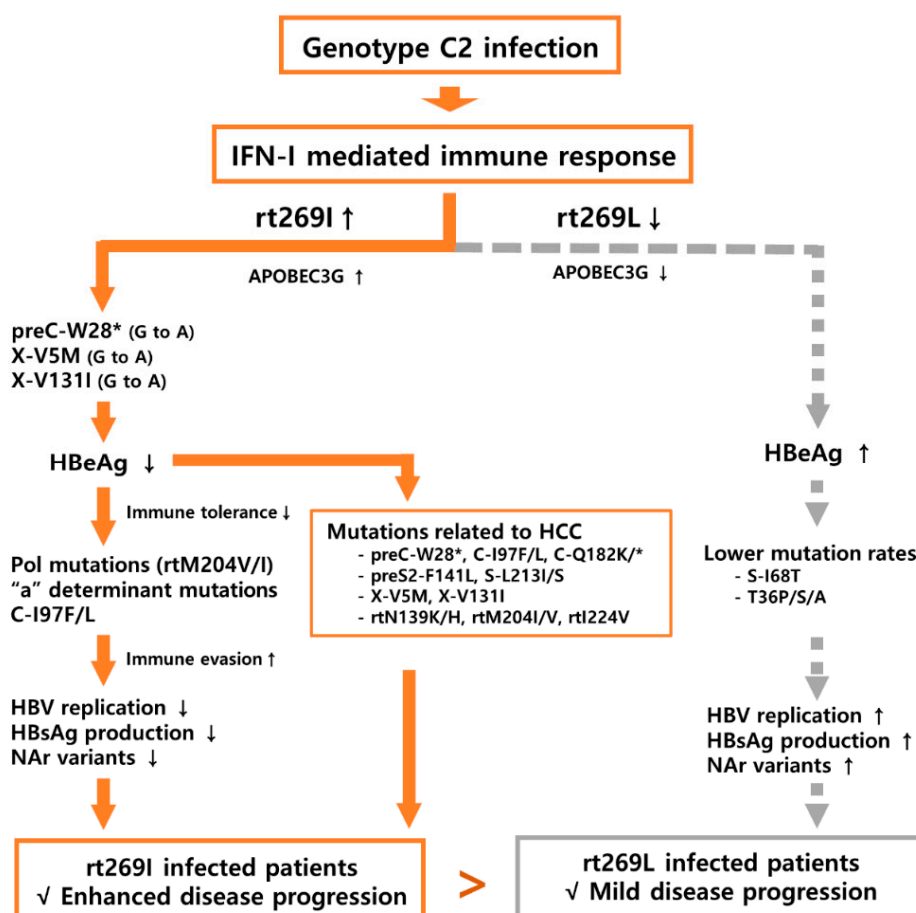 Genotype C2 infection
IFN-I mediated immune response
rt269I ↑
rt269L ↓
APOBEC3G ↑
APOBEC3G ↓
preC-W28* (G to A)
X-V5M (G to A)
X-V131I (G to A)
HBeAg ↓
HBeAg ↑
Immune tolerance ↓
Pol mutations (rtM204V/I)
“a” determinant mutations
C-I97F/L
Mutations related to HCC
- preC-W28*, C-I97F/L, C-Q182K/*
- preS2-F141L, S-L213I/S
- X-V5M, X-V131I
- rtN139K/H, rtM204I/V, rtI224V
Lower mutation rates
- S-I68T
- T36P/S/A
Immune evasion ↑
HBV replication ↓
HBsAg production ↓
NAr variants ↓
HBV replication ↑
HBsAg production ↑
NAr variants ↑
rt269I infected patients
√ Enhanced disease progression
>
rt269L infected patients
√ Mild disease progression